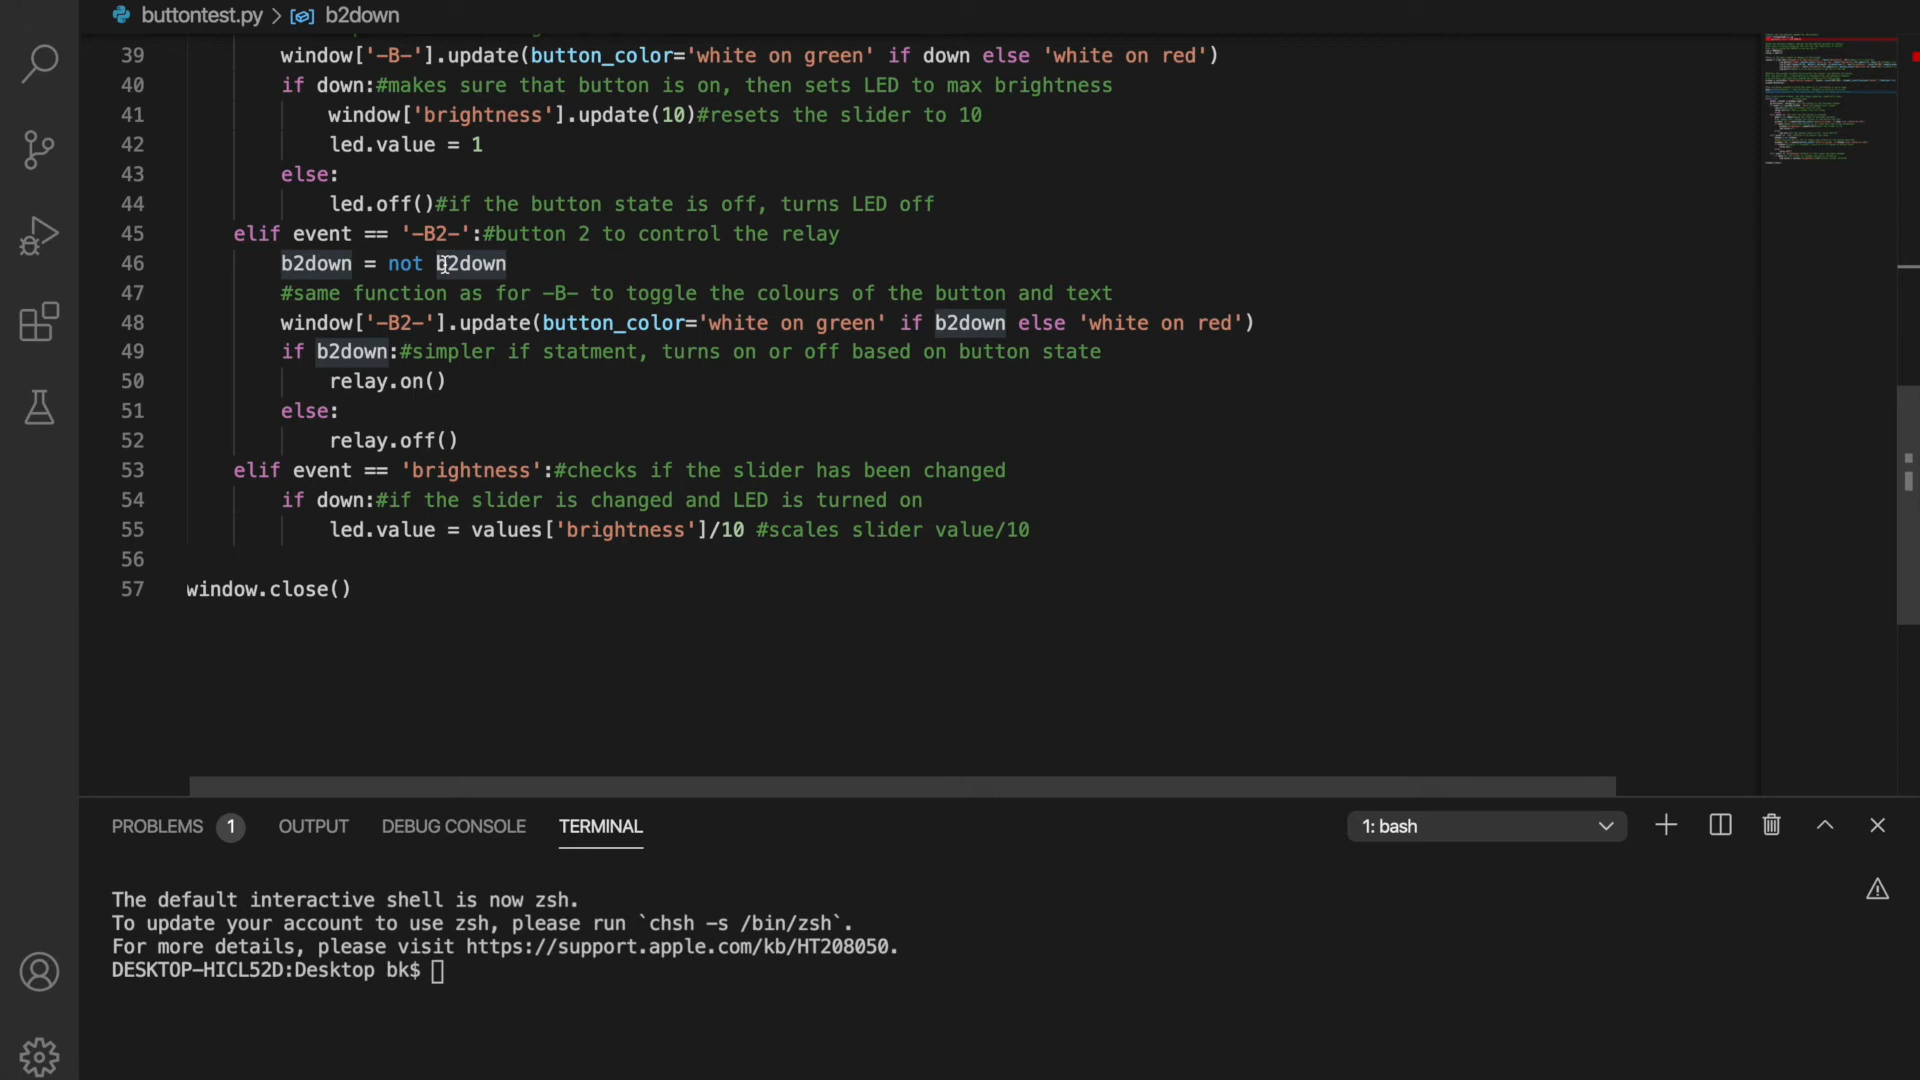 buttontest.py > b2down
39 window['-B-'].update(button_color='white on green' if down else 'white on red')
40 if down:#makes sure that button is on, then sets LED to max brightness
41 window['brightness'].update(10)#resets the slider to 10
42 led.value = 1
43 else:
44 led.off()#if the button state is off, turns LED off
45 elif event == '-B2-':#button 2 to control the relay
46 b2down = not b2down
47 #same function as for -B- to toggle the colours of the button and text
48 window['-B2-'].update(button_color='white on green' if b2down else 'white on red')
49 if b2down:#simpler if statment, turns on or off based on button state
50 relay.on()
51 else:
52 relay.off()
53 elif event == 'brightness':#checks if the slider has been changed
54 if down:#if the slider is changed and LED is turned on
55 led.value = values['brightness']/10 #scales slider value/10
56
57 window.close()
PROBLEMS 1 OUTPUT DEBUG CONSOLE TERMINAL 1: bash
The default interactive shell is now zsh.
To update your account to use zsh, please run `chsh -s /bin/zsh`.
For more details, please visit https://support.apple.com/kb/HT208050.
DESKTOP-HICL52D:Desktop bk$